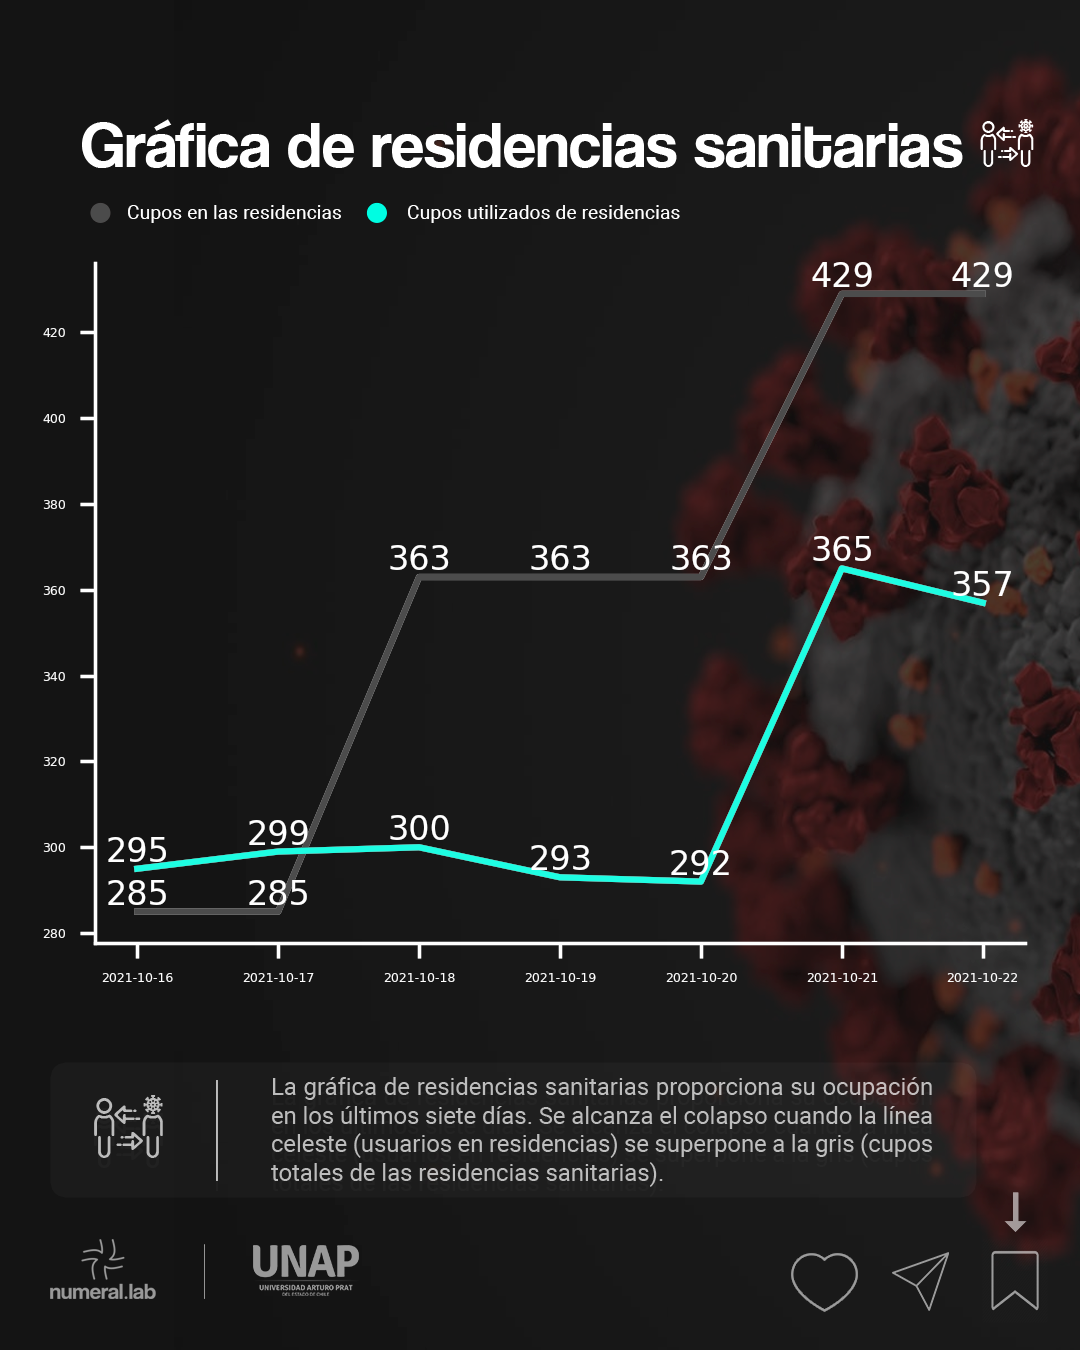 Gráfica de residencias sanitarias
Cupos en las residencias
Cupos utilizados de residencias
429 429
420
400
380
363 363 363 365
357
360
340
320
295 299 300 293 292
300
285 285
280
2021-10-16 2021-10-17 2021-10-18 2021-10-19 2021-10-20 2021-10-21 2021-10-22
La gráfica de residencias sanitarias proporciona su ocupación
en los últimos siete días. Se alcanza el colapso cuando la línea
celeste (usuarios en residencias) se superpone a la gris (cupos
totales de las residencias sanitarias).
numeral.lab
UNAP
UNIVERSIDAD ARTURO PRAT
DEL ESTADO DE CHILE